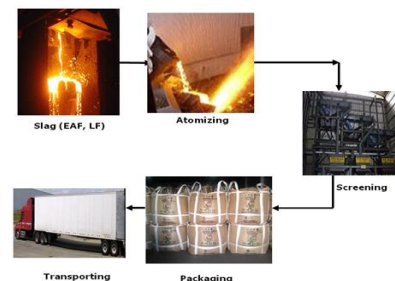 Slag (EAF, LF)
Atomizing
Screening
Packaging
Transporting